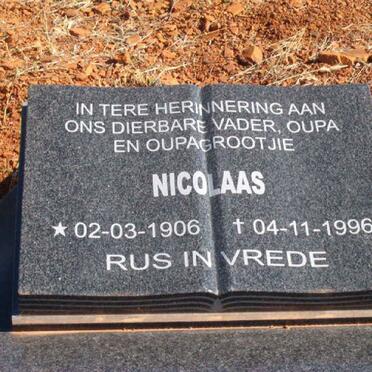 IN TERE HERINNERING AAN
ONS DIERBARE VADER, OUPA
EN OUPAGROOTJIE
NICOLAAS
★ 02-03-1906 ✝ 04-11-1996
RUS IN VREDE